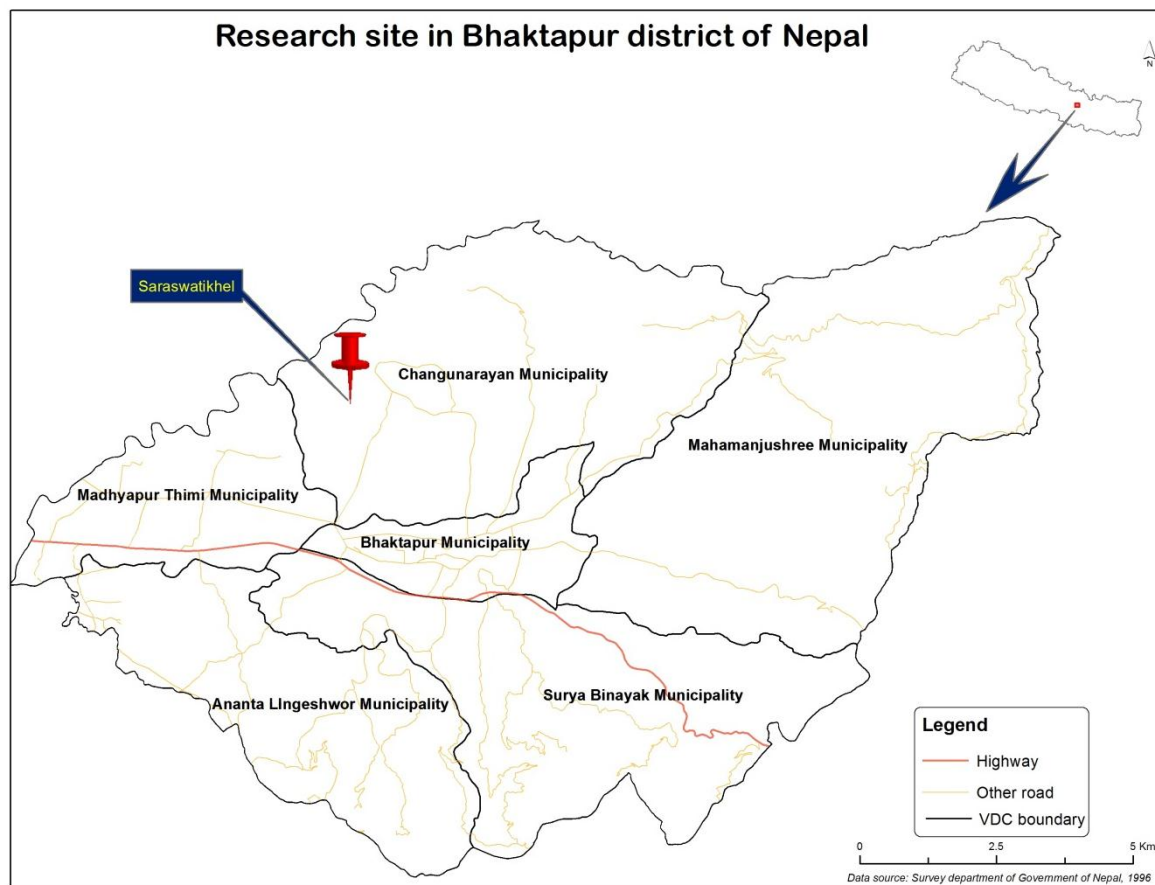 Research site in Bhaktapur district of Nepal
N
Saraswatikhel
Changunarayan Municipality
Mahamanjushree Municipality
Madhyapur Thimi Municipality
Bhaktapur Municipality
Surya Binayak Municipality
Ananta LIngeshwor Municipality
Legend
Highway
Other road
VDC boundary
0 2.5 5 Km
Data source: Survey department of Government of Nepal, 1996